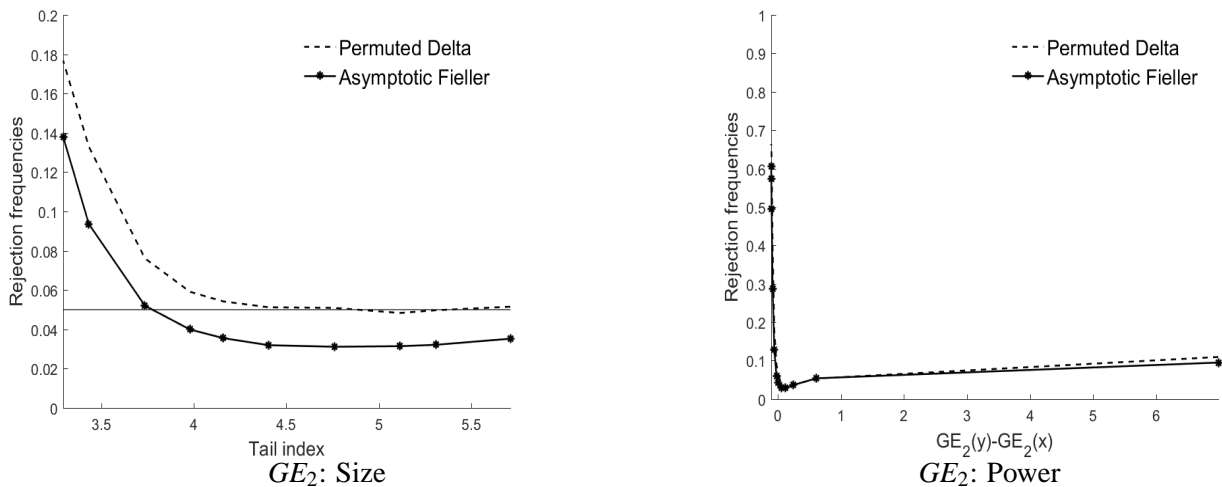 0.2
0.18
0.16
0.14
0.12
0.1
0.08
0.06
0.04
0.02
0
Rejection frequencies
Permuted Delta
Asymptotic Fieller
3.5 4 4.5 5 5.5
Tail index
GE2: Size
1
0.9
0.8
0.7
0.6
0.5
0.4
0.3
0.2
0.1
0
Rejection frequencies
Permuted Delta
Asymptotic Fieller
0 1 2 3 4 5 6
GE2(y)-GE2(x)
GE2: Power